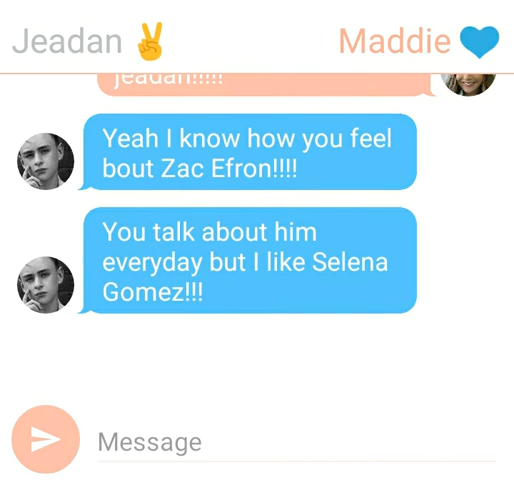 Jeadan✌
Maddie💙
jeadan!!!!!
Yeah I know how you feel
bout Zac Efron!!!!
You talk about him
everyday but I like Selena
Gomez!!!
Message